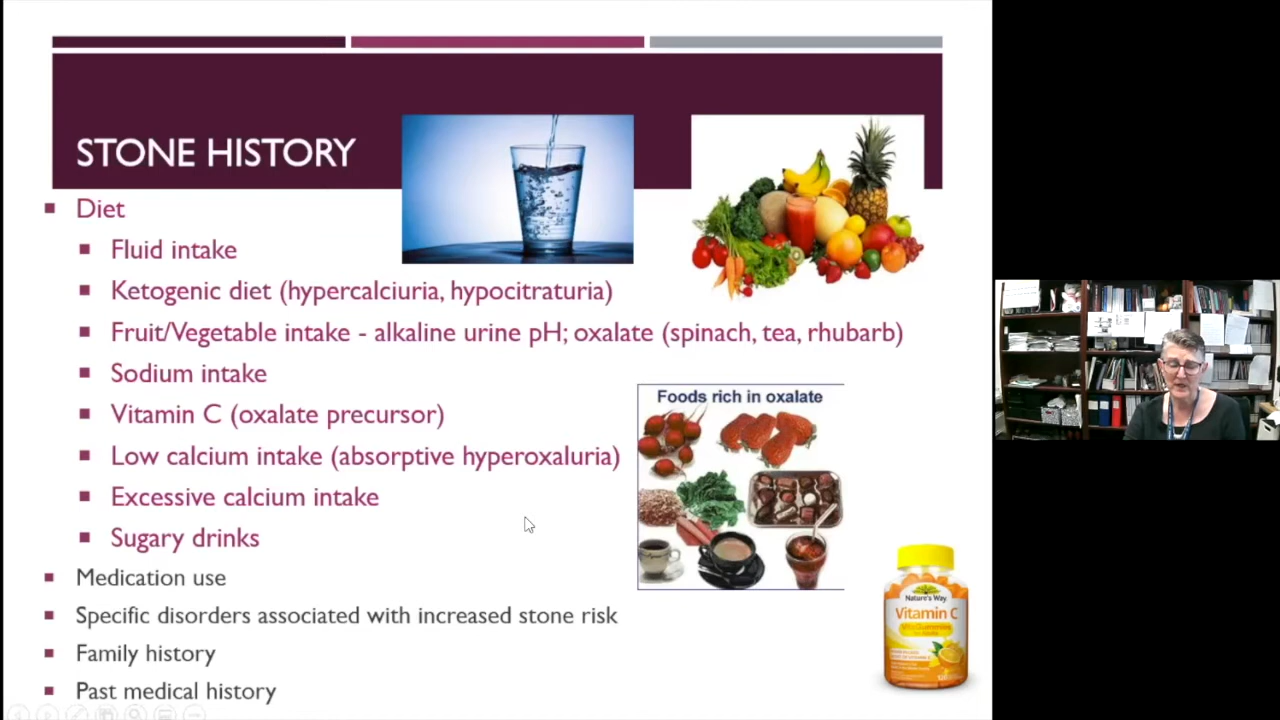 STONE HISTORY
Diet
Fluid intake
Ketogenic diet (hypercalciuria, hypocitraturia)
Fruit/Vegetable intake - alkaline urine pH; oxalate (spinach, tea, rhubarb)
Sodium intake
Vitamin C (oxalate precursor)
Low calcium intake (absorptive hyperoxaluria)
Excessive calcium intake
Sugary drinks
Medication use
Specific disorders associated with increased stone risk
Family history
Past medical history
Foods rich in oxalate
Nature's Way
Vitamin C